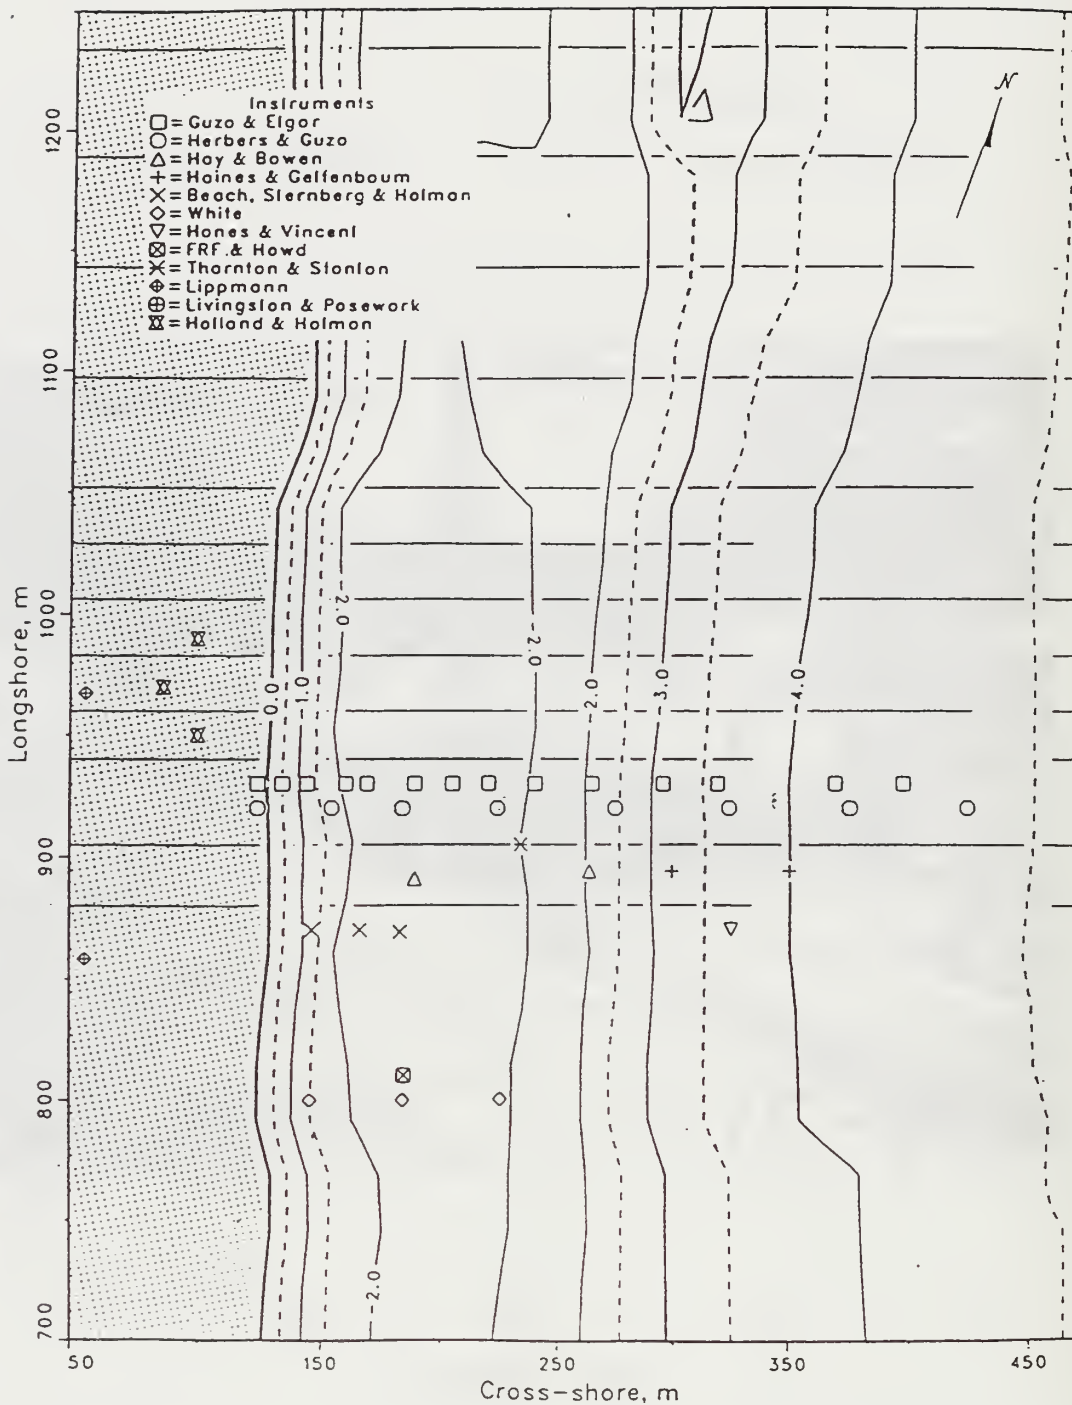 Instruments
□ = Guza & Elgar
○ = Herbers & Guza
△ = Hay & Bowen
+ = Haines & Gelfenbaum
× = Beach, Sternberg & Holman
◇ = White
▽ = Hanes & Vincent
⊠ = FRF & Howd
= Thornton & Stanton
= Lippmann
⊕ = Livingston & Pasewark
= Holland & Holman
N
1200
1100
1000
900
800
700
Longshore, m
0.0
1.0
-2.0
-2.0
-2.0
3.0
-4.0
-2.0
50
150
250
350
450
Cross-shore, m